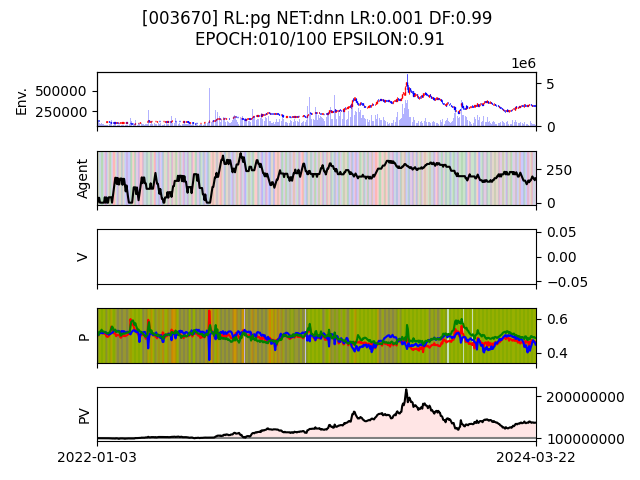 [003670] RL:pg NET:dnn LR:0.001 DF:0.99
EPOCH:010/100 EPSILON:0.91
1e6
Env.
500000
250000
5
0
Agent
250
0
V
0.05
0.00
−0.05
P
0.6
0.4
PV
200000000
100000000
2022-01-03
2024-03-22